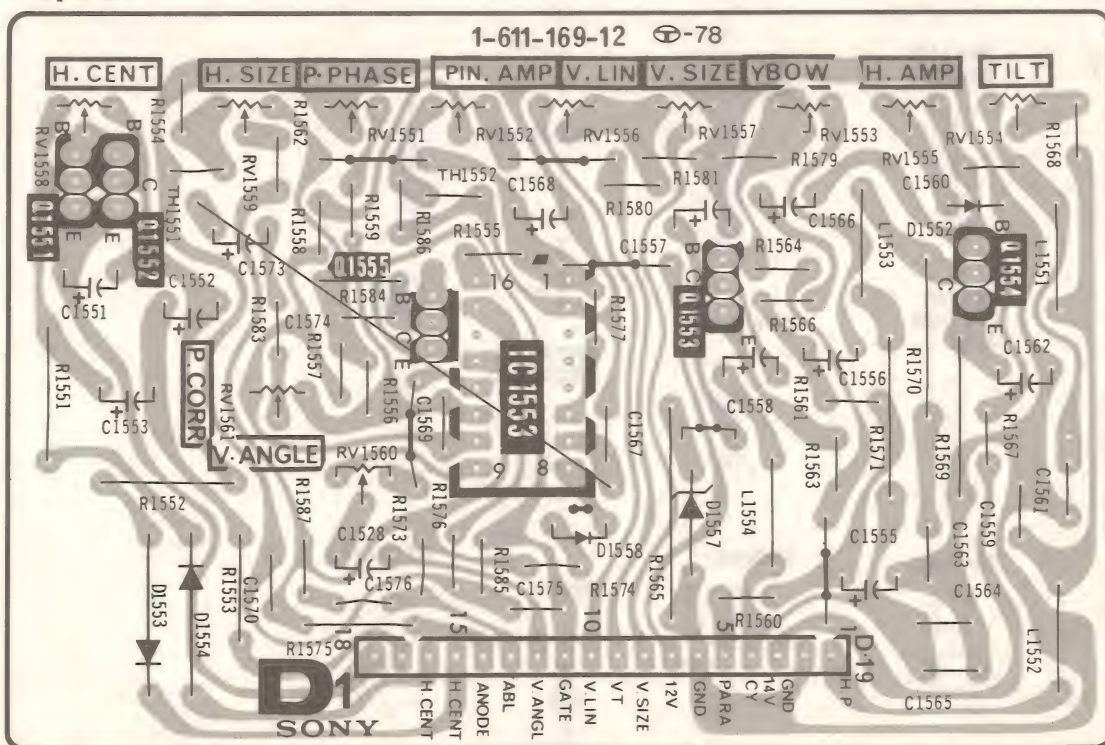 1-611-169-12 -78
H. CENT H. SIZE P. PHASE PIN. AMP V. LIN V. SIZE YBOW H. AMP TILT
R1554 R1562 RV1551 RV1552 RV1556 RV1557 RV1553 RV1554 R1568
B B RV1558 RV1559 R1579 RV1555
C TH1551 R1558 R1559 R1586 TH1552 C1568 R1580 R1581 C1566 C1560
Q1551 E E Q1552 C1573 R1555 C1557 R1564 L1553 D1552 B Q1554 L1551
C1551 C1552 Q1555 16 1 B C Q1553 C
R1583 C1574 R1584 B R1577 R1566 E
R1557 C E E C1562
R1551 C1553 P. CORR RV1561 R1556 C1569 IC1553 C1567 C1558 R1561 C1556 R1570 R1567
V. ANGLE RV1560 9 8 R1563 R1571 R1569
R1552 R1587 R1573 R1576 D1557 L1554 C1559 C1561
C1528 D1558 C1555 C1563
D1553 D1554 R1553 C1570 C1576 R1585 C1575 R1574 R1565 C1564
R1575 18 15 10 5 R1560 1 D-19 L1552
C1565
D1
SONY
H.CENT H.CENT ANODE ABL V.ANGL GATE V.LIN V.T V.SIZE 12V GND PARA CY 14V GND H.P